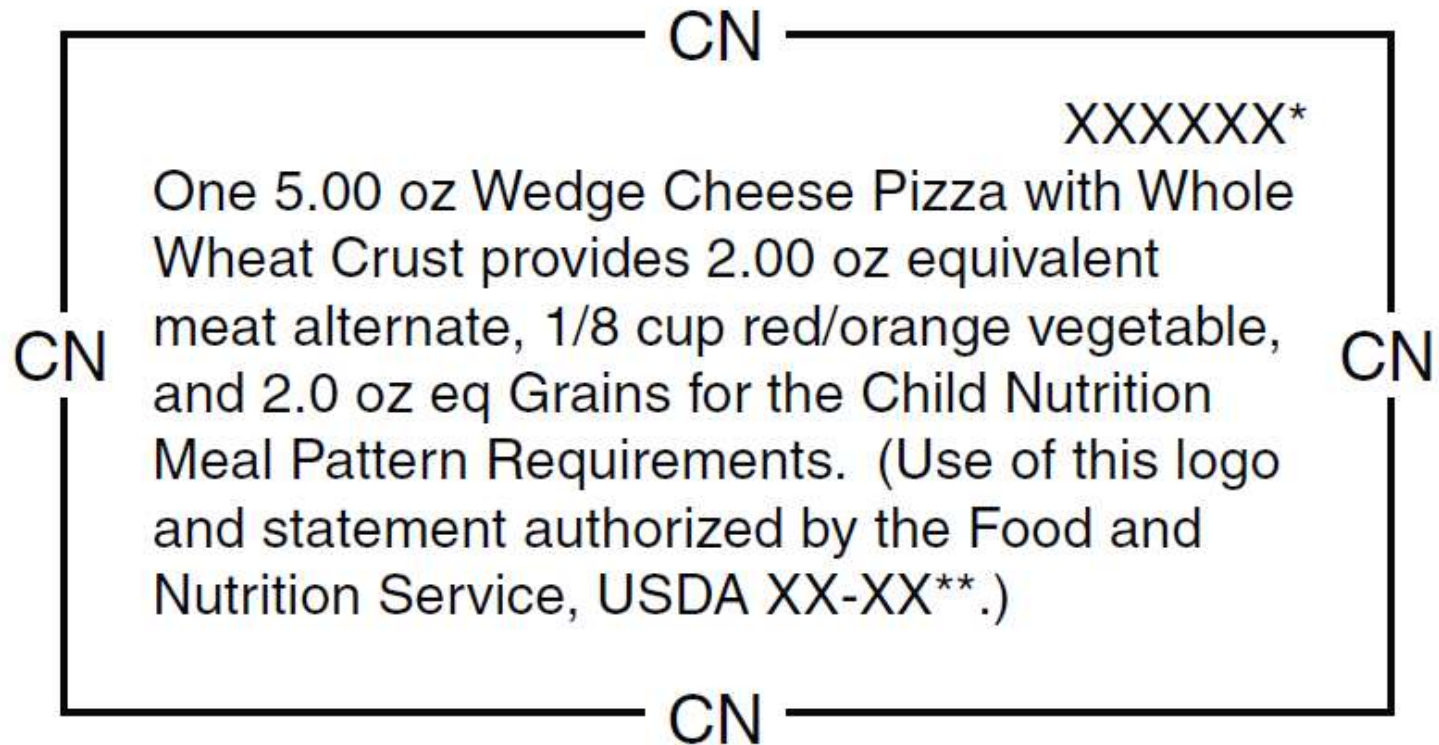 CN
XXXXXX*
One 5.00 oz Wedge Cheese Pizza with Whole
Wheat Crust provides 2.00 oz equivalent
meat alternate, 1/8 cup red/orange vegetable,
CN
CN
and 2.0 oz eq Grains for the Child Nutrition
Meal Pattern Requirements.  (Use of this logo
and statement authorized by the Food and
Nutrition Service, USDA XX-XX**.)
CN